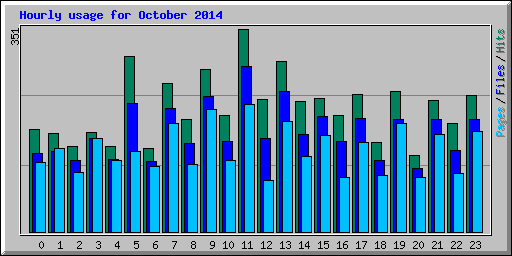 Hourly usage for October 2014
351
Pages/Files/Hits
0 1 2 3 4 5 6 7 8 9 10 11 12 13 14 15 16 17 18 19 20 21 22 23